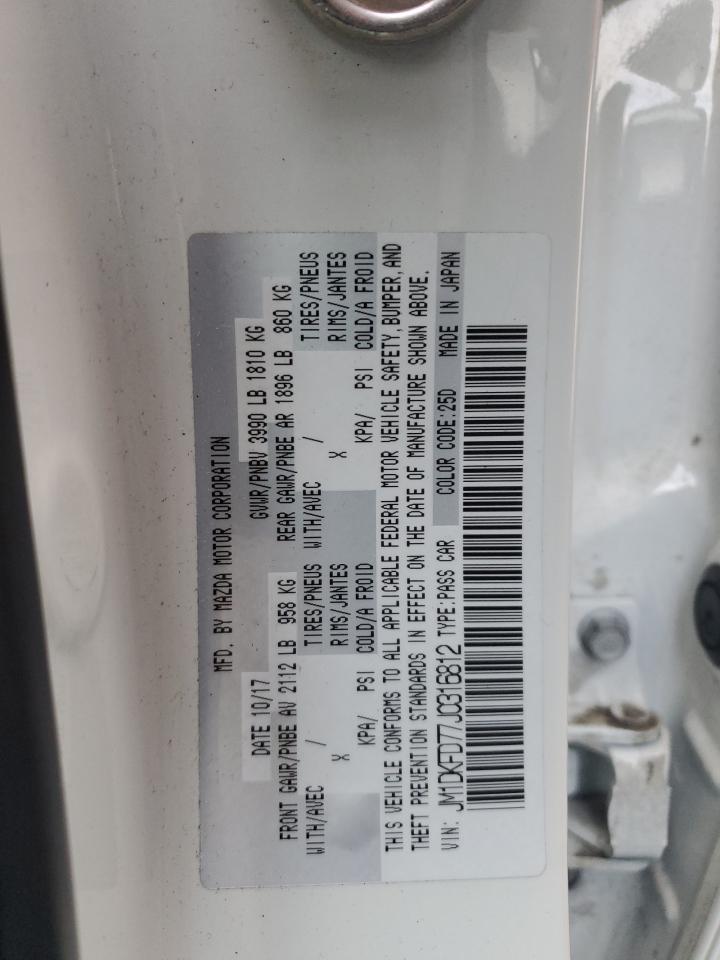 MFD. BY MAZDA MOTOR CORPORATION
DATE 10/17 GVWR/PNBV 3990 LB 1810 KG
FRONT GAWR/PNBE AV 2112 LB 958 KG REAR GAWR/PNBE AR 1896 LB 860 KG
WITH/AVEC / TIRES/PNEUS WITH/AVEC / TIRES/PNEUS
X RIMS/JANTES X RIMS/JANTES
KPA/ PSI COLD/A FROID KPA/ PSI COLD/A FROID
THIS VEHICLE CONFORMS TO ALL APPLICABLE FEDERAL MOTOR VEHICLE SAFETY,BUMPER,AND
THEFT PREVENTION STANDARDS IN EFFECT ON THE DATE OF MANUFACTURE SHOWN ABOVE.
VIN: JM1DKFD77J0316812 TYPE:PASS CAR COLOR CODE:25D MADE IN JAPAN